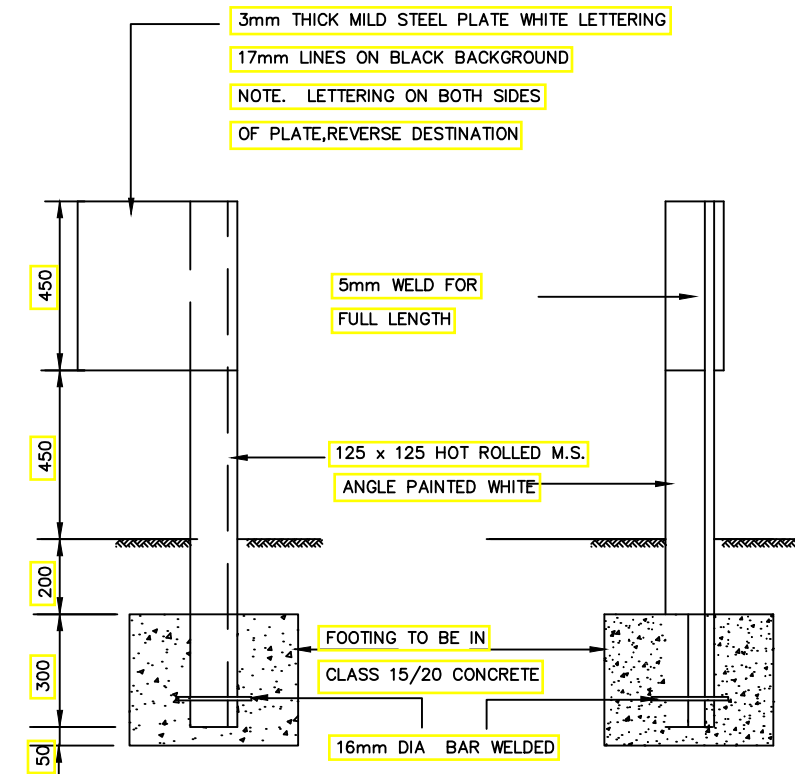 3mm THICK MILD STEEL PLATE WHITE LETTERING
17mm LINES ON BLACK BACKGROUND
NOTE. LETTERING ON BOTH SIDES
OF PLATE,REVERSE DESTINATION
450
5mm WELD FOR
FULL LENGTH
450
125 x 125 HOT ROLLED M.S.
ANGLE PAINTED WHITE
200
300
FOOTING TO BE IN
CLASS 15/20 CONCRETE
50
16mm DIA BAR WELDED